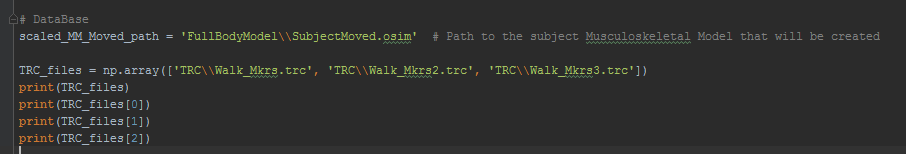 # DataBase
scaled_MM_Moved_path = 'FullBodyModel\\SubjectMoved.osim'  # Path to the subject Musculoskeletal Model that will be created
TRC_files = np.array(['TRC\\Walk_Mkrs.trc', 'TRC\\Walk_Mkrs2.trc', 'TRC\\Walk_Mkrs3.trc'])
print(TRC_files)
print(TRC_files[0])
print(TRC_files[1])
print(TRC_files[2])